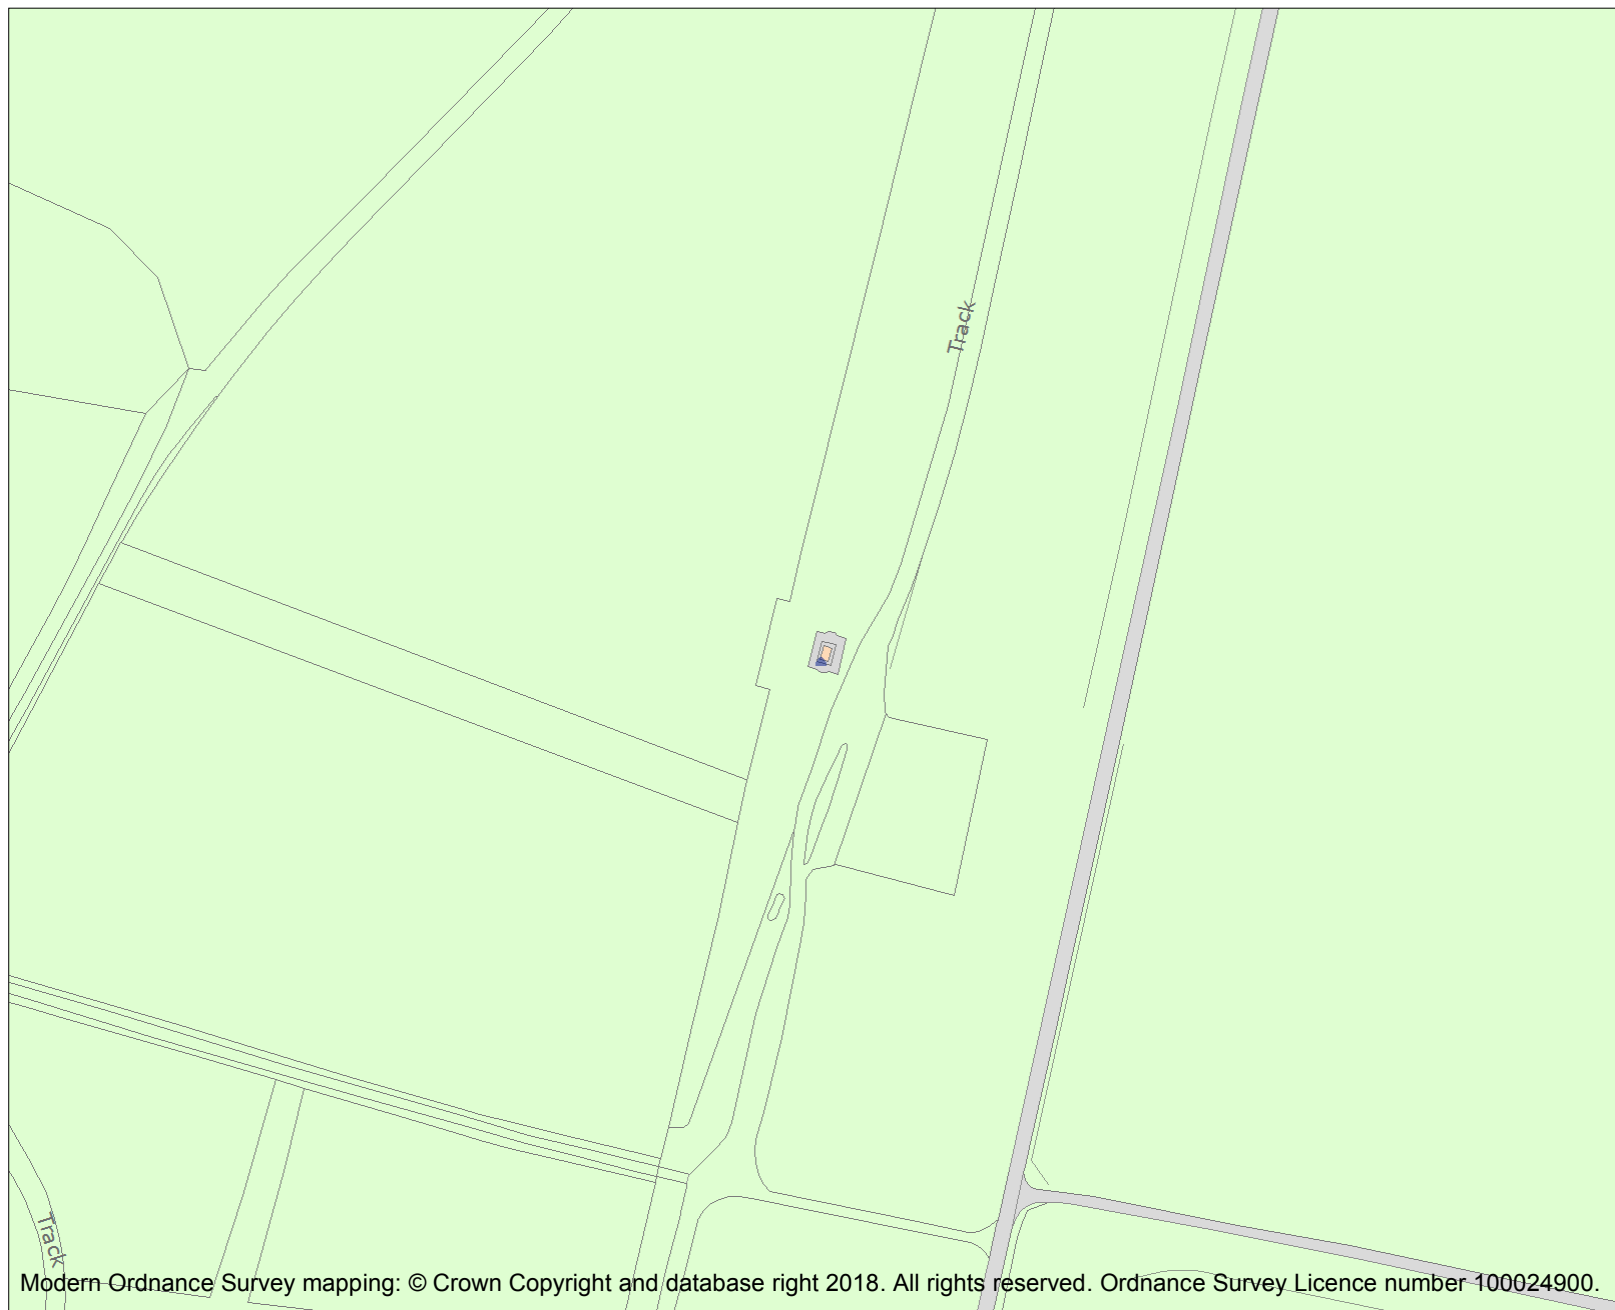 Track
Track
Modern Ordnance Survey mapping: © Crown Copyright and database right 2018. All rights reserved. Ordnance Survey Licence number 100024900.